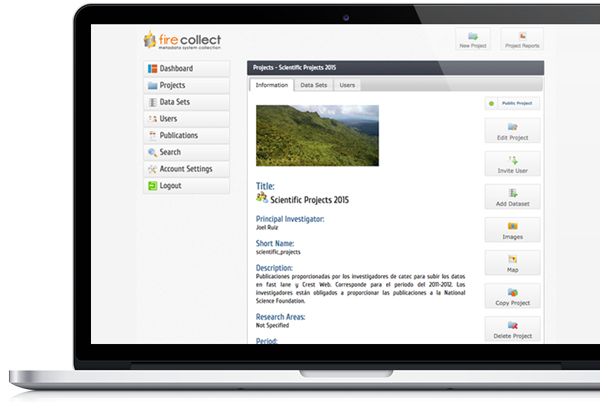 fire collect
metadata system collection
New Project
Project Reports
Dashboard
Projects
Data Sets
Users
Publications
Search
Account Settings
Logout
Projects - Scientific Projects 2015
Information
Data Sets
Users
Public Project
Edit Project
Invite User
Add Dataset
Images
Map
Copy Project
Delete Project
Title:
Scientific Projects 2015
Principal Investigator:
Joel Ruiz
Short Name:
scientific_projects
Description:
Publicaciones proporcionadas por los investigadores de catec para subir los datos
en fast lane y Crest Web. Corresponde para el periodo del 2011-2012. Los
investigadores están obligados a proporcionar las publicaciones a la National
Science Foundation.
Research Areas:
Not Specified
Period: